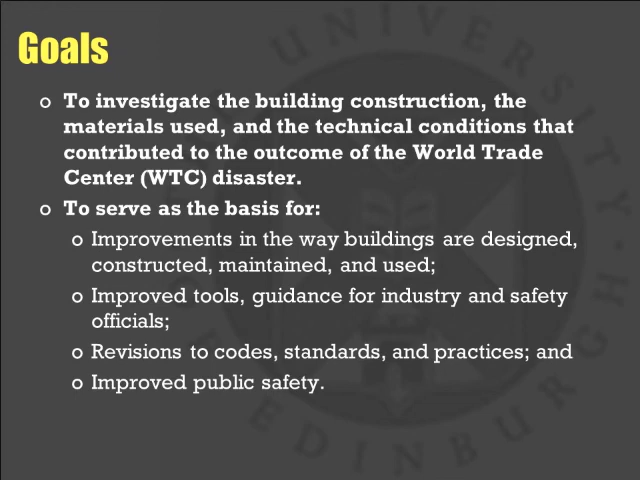 Goals
o To investigate the building construction, the
materials used, and the technical conditions that
contributed to the outcome of the World Trade
Center (WTC) disaster.
o To serve as the basis for:
o Improvements in the way buildings are designed,
constructed, maintained, and used;
o Improved tools, guidance for industry and safety
officials;
o Revisions to codes, standards, and practices; and
o Improved public safety.
UNIVERSITY
EDINBURGH